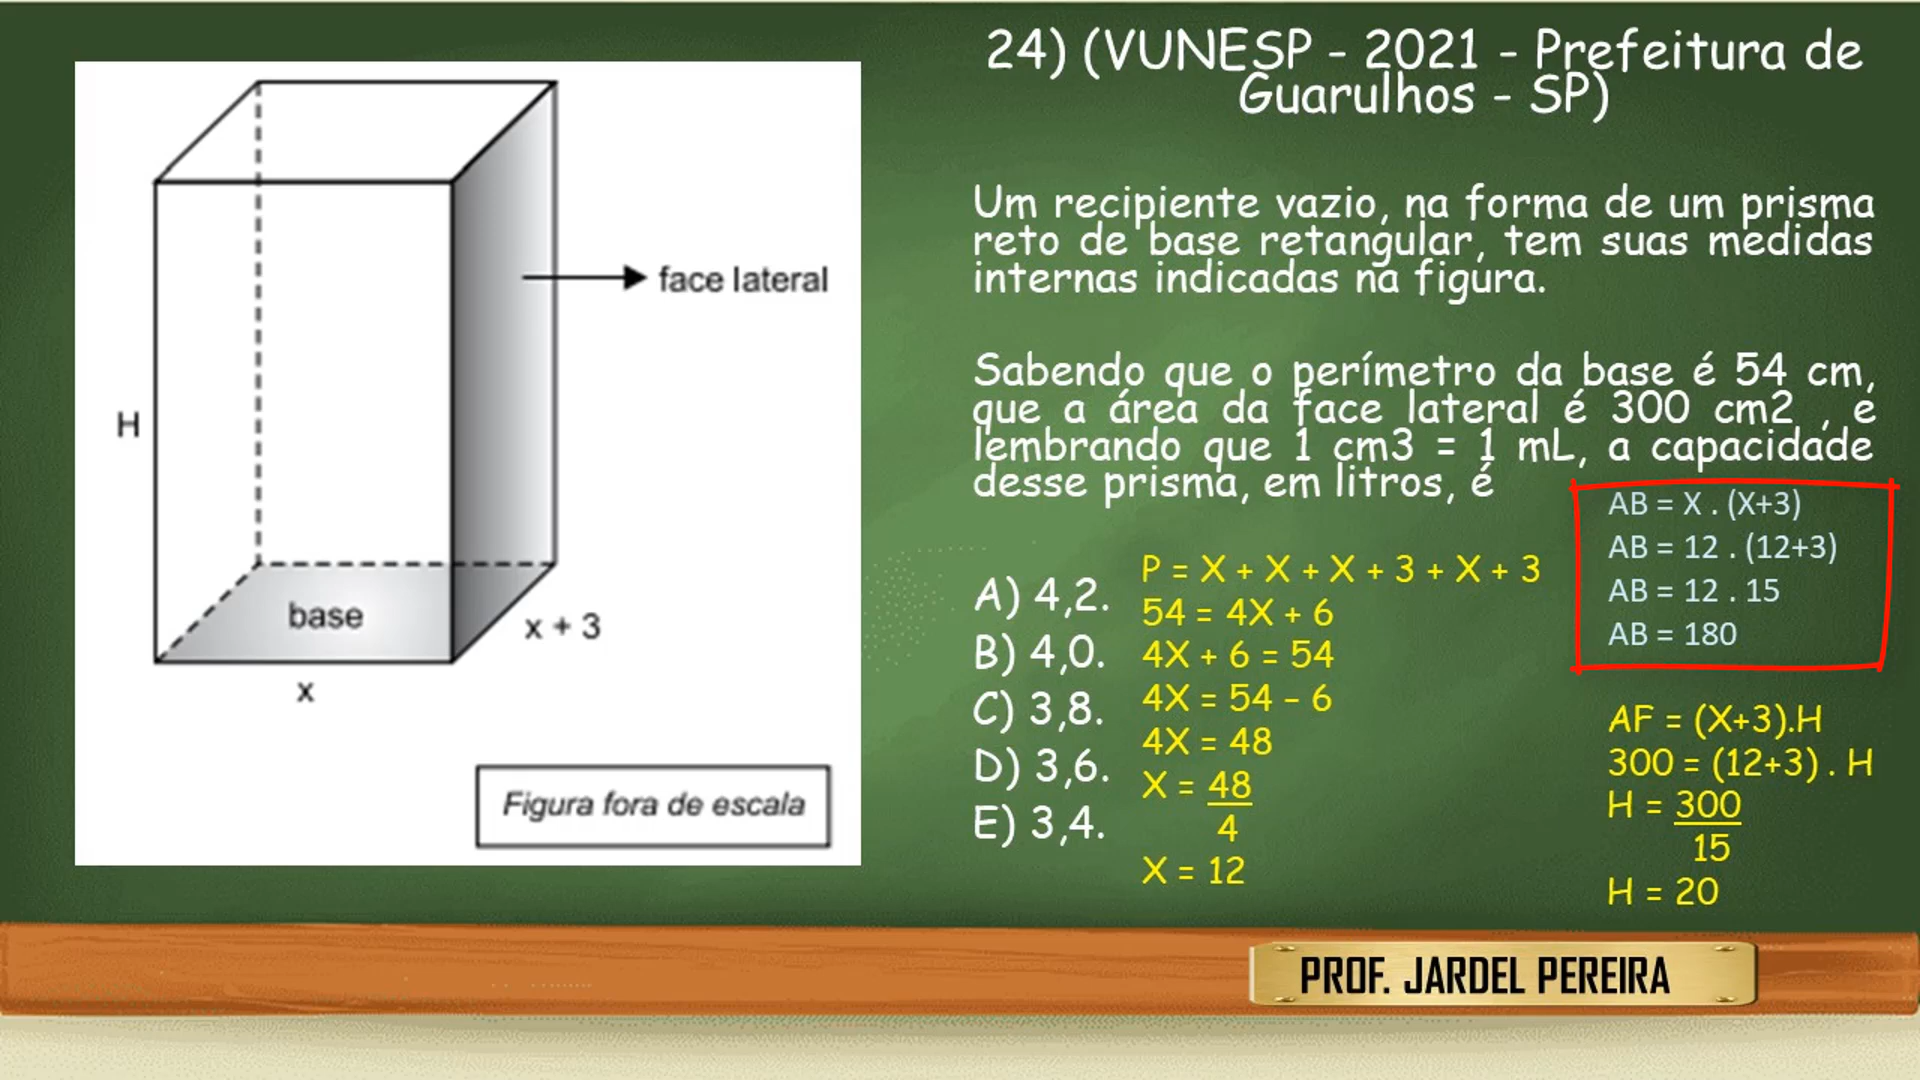 24) (VUNESP - 2021 - Prefeitura de
Guarulhos - SP)
Um recipiente vazio, na forma de um prisma
reto de base retangular, tem suas medidas
internas indicadas na figura.
Sabendo que o perímetro da base é 54 cm,
que a área da face lateral é 300 cm2 , e
lembrando que 1 cm3 = 1 mL, a capacidade
desse prisma, em litros, é
A) 4,2.
B) 4,0.
C) 3,8.
D) 3,6.
E) 3,4.
P = X + X + X + 3 + X + 3
54 = 4X + 6
4X + 6 = 54
4X = 54 – 6
4X = 48
X = 48
4
X = 12
AB = X . (X+3)
AB = 12 . (12+3)
AB = 12 . 15
AB = 180
AF = (X+3).H
300 = (12+3) . H
H = 300
15
H = 20
face lateral
H
base
x + 3
x
Figura fora de escala
PROF. JARDEL PEREIRA